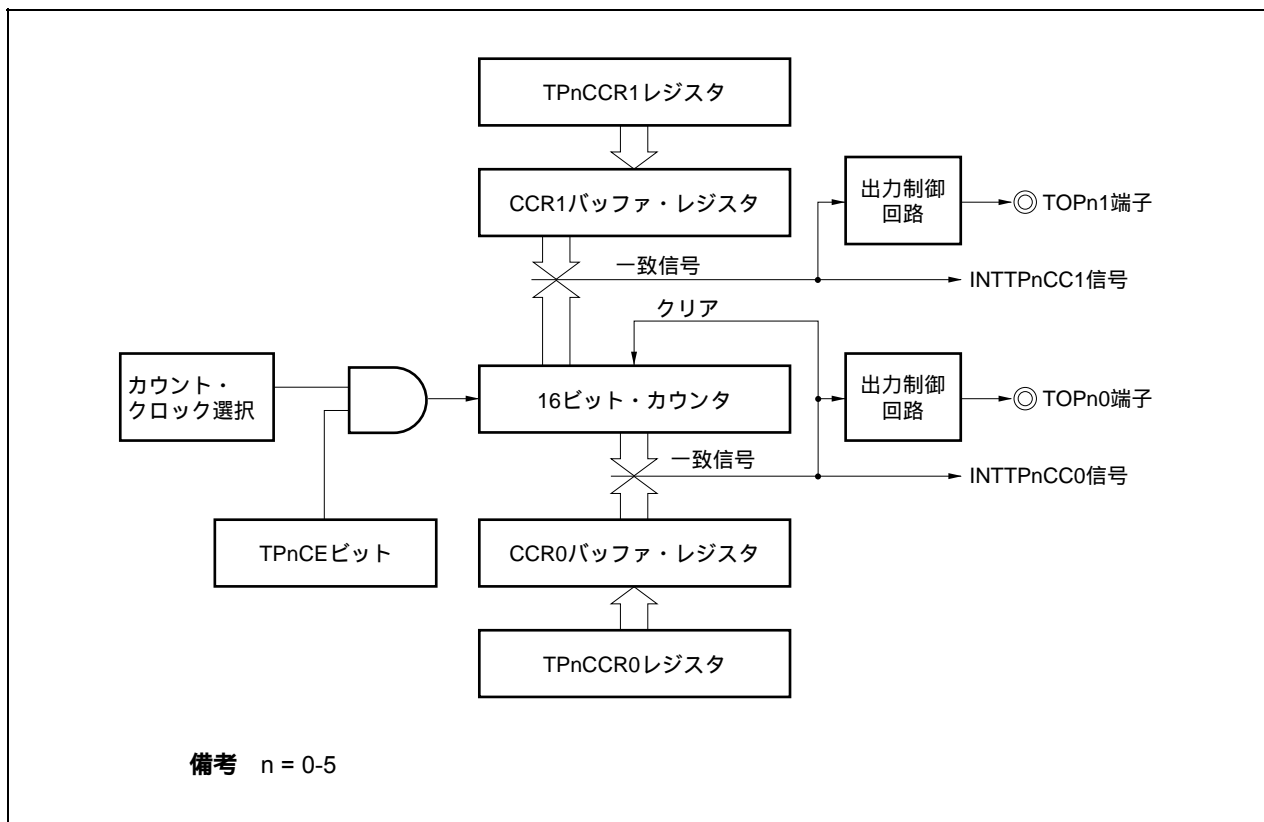 TPnCCR1レジスタ
CCR1バッファ・レジスタ
出力制御
回路
TOPn1端子
一致信号
INTTPnCC1信号
クリア
カウント・
クロック選択
16ビット・カウンタ
出力制御
回路
TOPn0端子
一致信号
INTTPnCC0信号
TPnCEビット
CCR0バッファ・レジスタ
TPnCCR0レジスタ
備考 n = 0-5